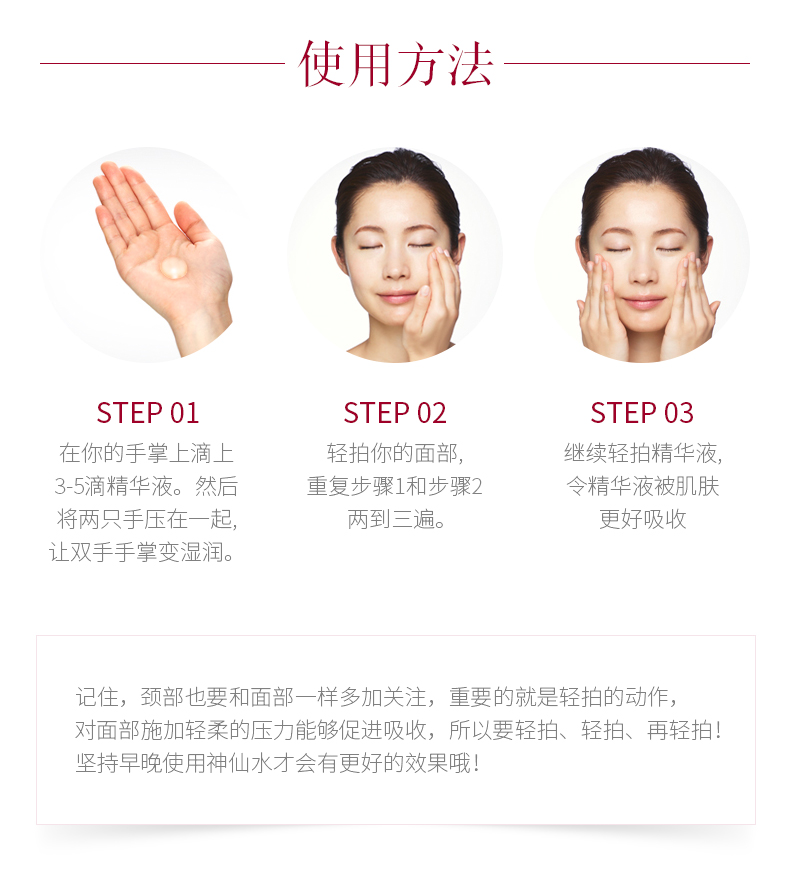 使用方法
STEP 01
在你的手掌上滴上
3-5滴精华液。然后
将两只手压在一起,
让双手手掌变湿润。
STEP 02
轻拍你的面部,
重复步骤1和步骤2
两到三遍。
STEP 03
继续轻拍精华液,
令精华液被肌肤
更好吸收
记住，颈部也要和面部一样多加关注，重要的就是轻拍的动作，
对面部施加轻柔的压力能够促进吸收，所以要轻拍、轻拍、再轻拍！
坚持早晚使用神仙水才会有更好的效果哦！